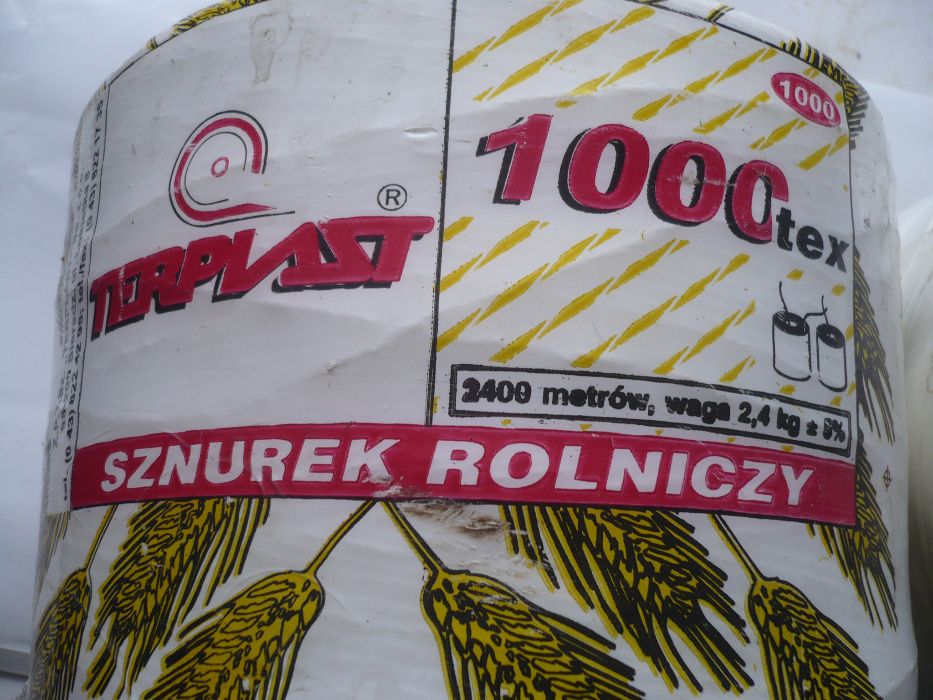 1000
TERPLAST ®
1000 tex
2400 metrów, waga 2,4 kg ± 5%
SZNUREK ROLNICZY